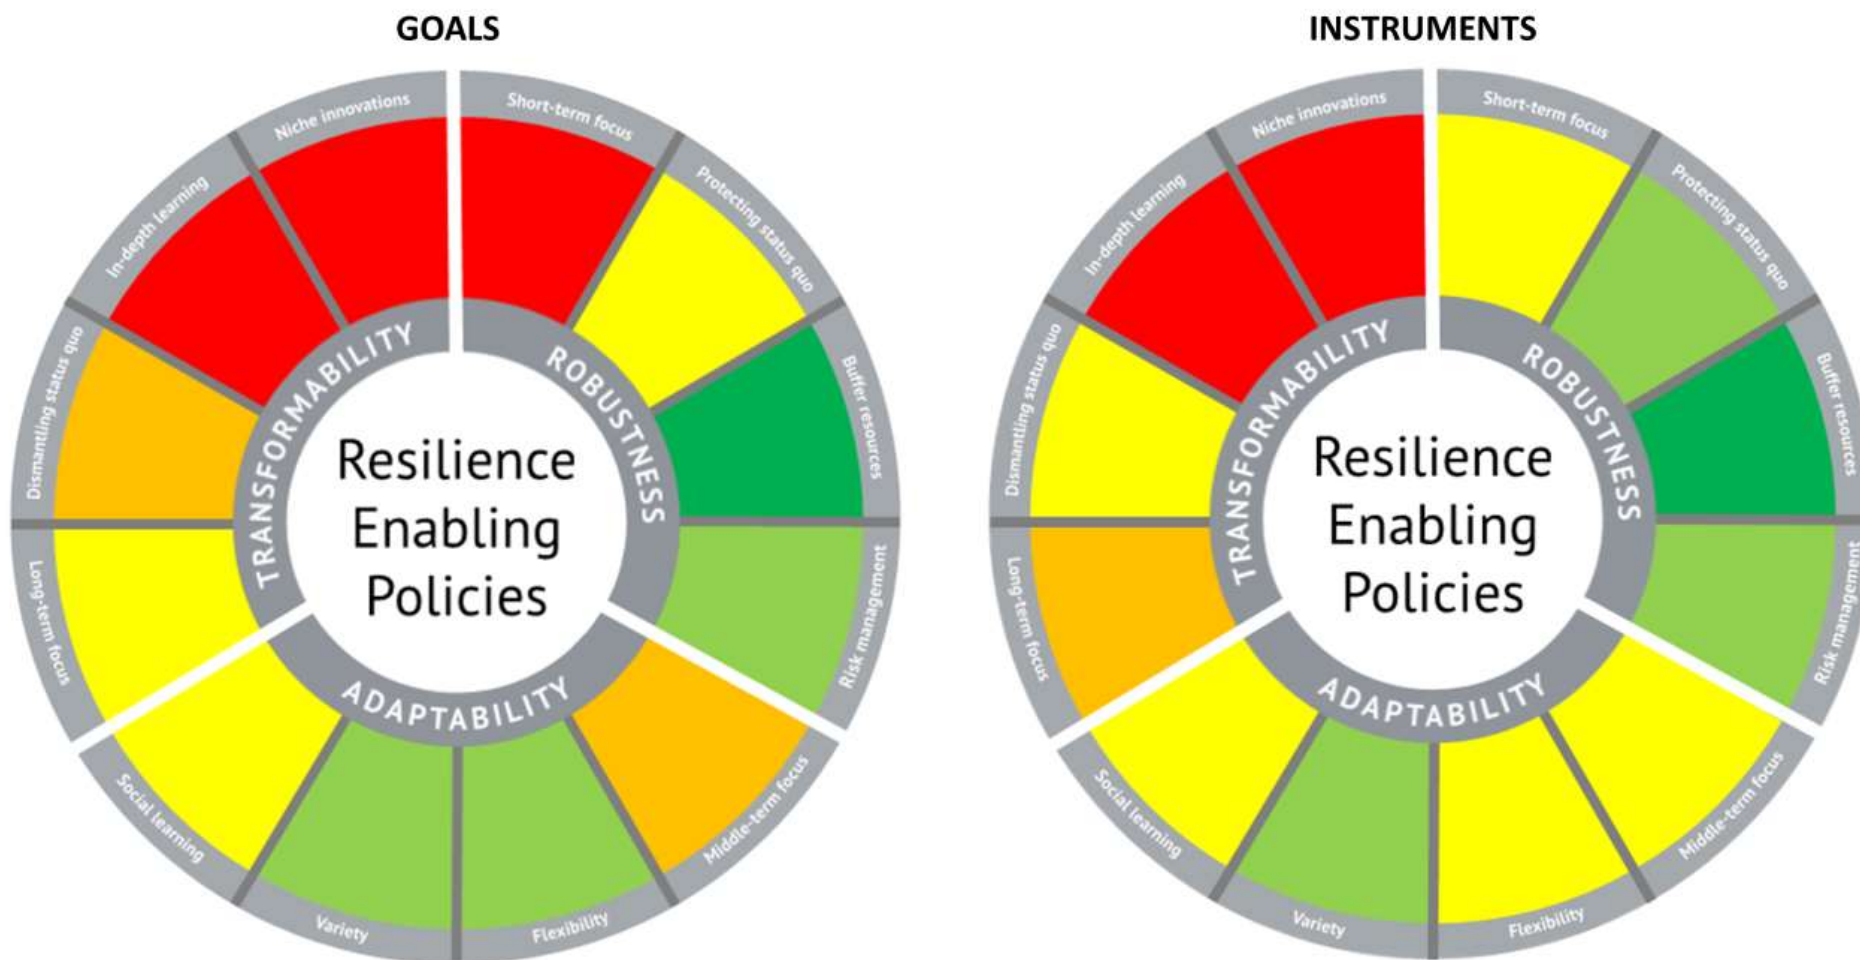 GOALS
Niche innovations
Short-term focus
Protecting status quo
Buffer resources
Risk management
Middle-term focus
Flexibility
Variety
Social learning
Long-term focus
Dismantling status quo
In-depth learning
TRANSFORMABILITY
ROBUSTNESS
ADAPTABILITY
Resilience
Enabling
Policies
INSTRUMENTS
Niche innovations
Short-term focus
Protecting status quo
Buffer resources
Risk management
Middle-term focus
Flexibility
Variety
Social learning
Long-term focus
Dismantling status quo
In-depth learning
TRANSFORMABILITY
ROBUSTNESS
ADAPTABILITY
Resilience
Enabling
Policies